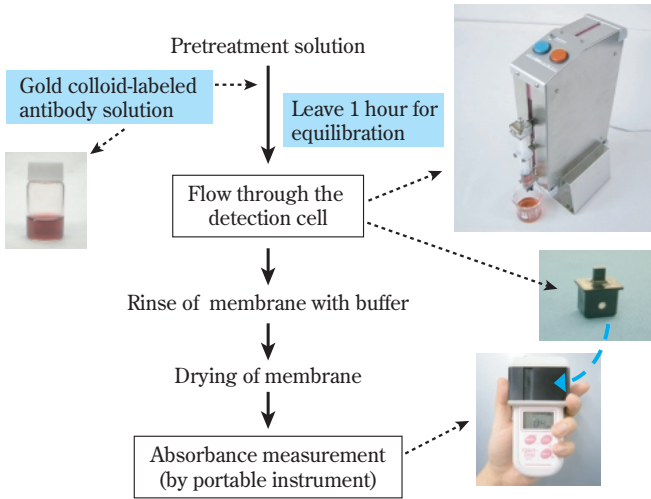 Pretreatment solution
Gold colloid-labeled
antibody solution
Leave 1 hour for
equilibration
Flow through the
detection cell
Rinse of membrane with buffer
Drying of membrane
Absorbance measurement
(by portable instrument)